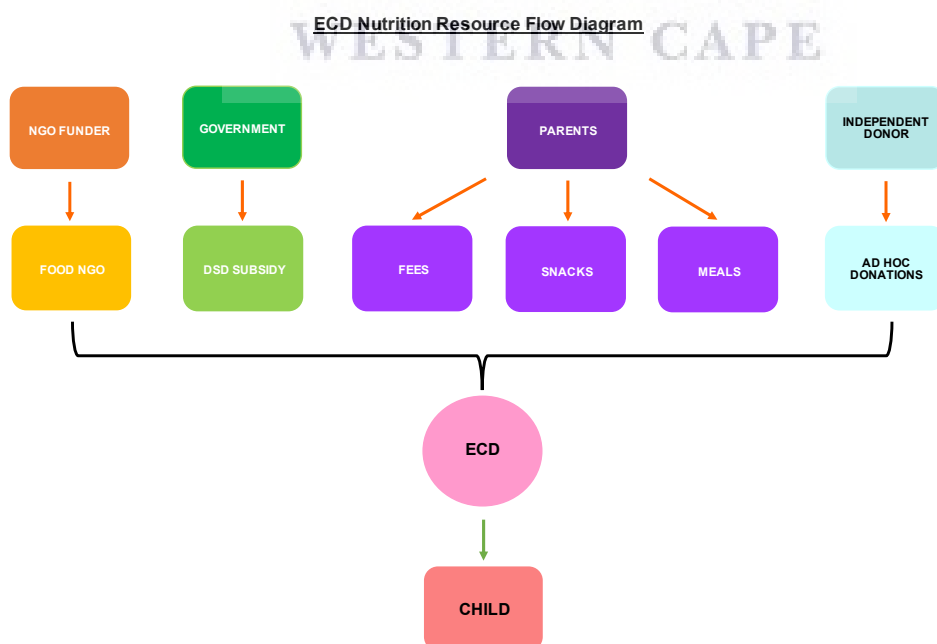 ECD Nutrition Resource Flow Diagram
WESTERN CAPE
NGO FUNDER
GOVERNMENT
PARENTS
INDEPENDENT
DONOR
FOOD NGO
DSD SUBSIDY
FEES
SNACKS
MEALS
AD HOC
DONATIONS
ECD
CHILD